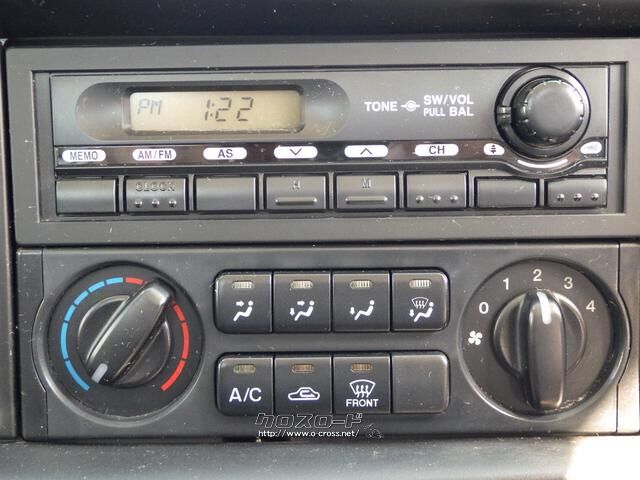 PM 1:22
TONE SW/VOL
PULL BAL
MEMO AM/FM AS CH
CLOCK H M
0 1 2 3 4
A/C
FRONT
クロスロード
http://www.o-cross.net/